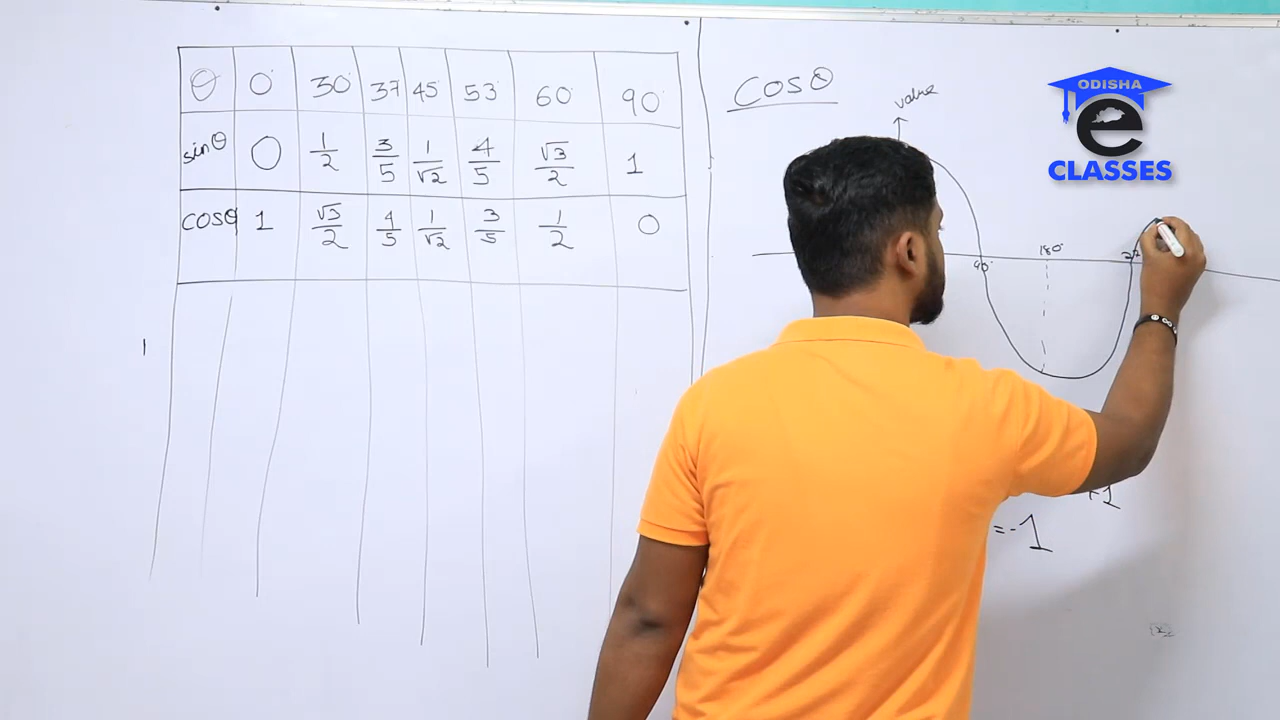 θ 0° 30° 37 45 53° 60° 90°
sinθ 0 1/2 3/5 1/√2 4/5 √3/2 1
cosθ 1 √3/2 4/5 1/√2 3/5 1/2 0
COSθ
value
90°
180°
+1
=-1
ODISHA
e
CLASSES